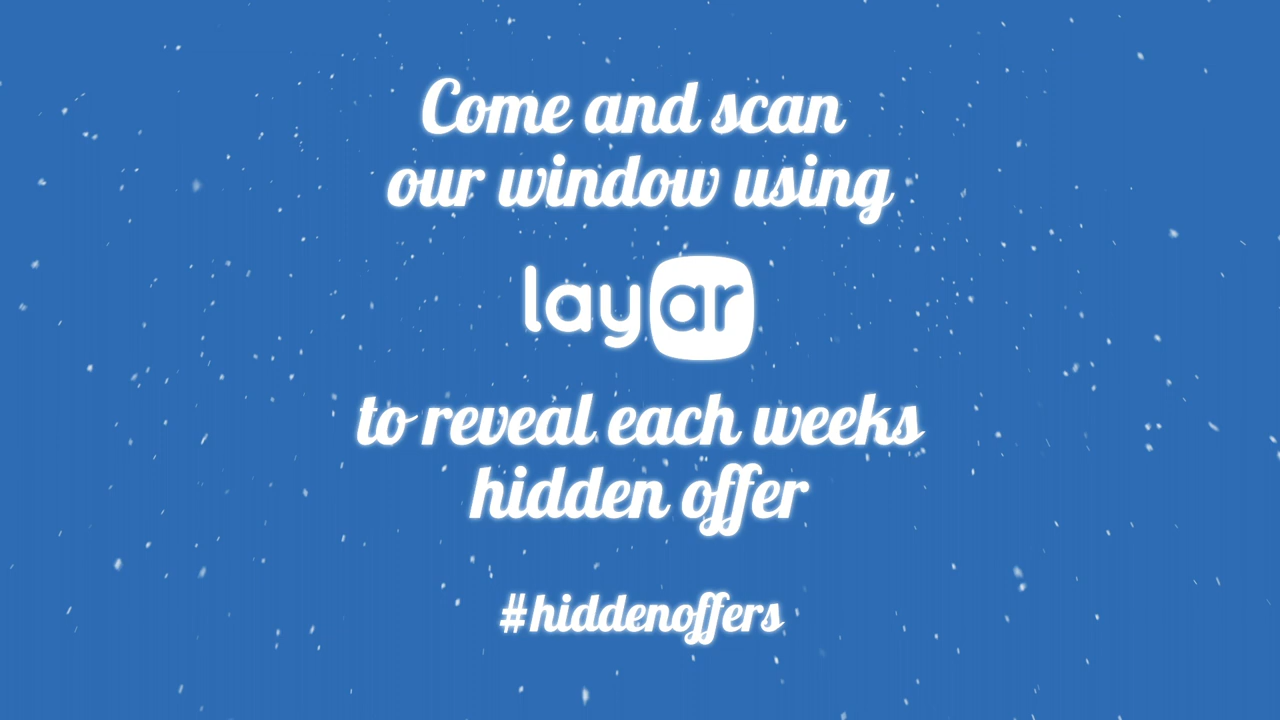 Come and scan
our window using
layar
to reveal each weeks
hidden offer
#hiddenoffers